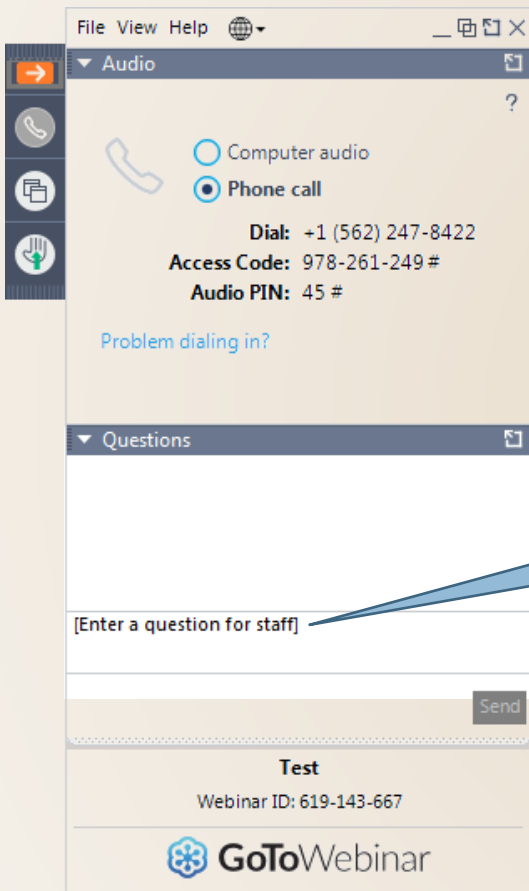 File View Help
Audio
?
Computer audio
Phone call
Dial: +1 (562) 247-8422
Access Code: 978-261-249 #
Audio PIN: 45 #
Problem dialing in?
Questions
[Enter a question for staff]
Send
Test
Webinar ID: 619-143-667
GoToWebinar